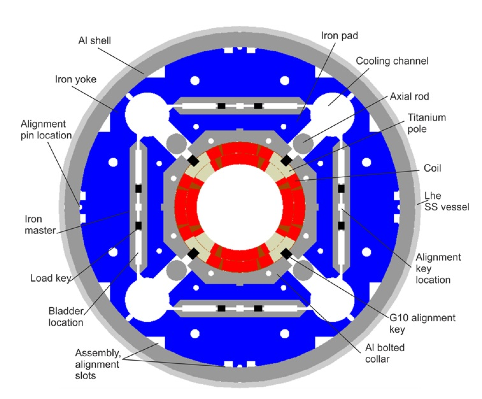 Al shell
Iron pad
Cooling channel
Iron yoke
Axial rod
Alignment
pin location
Titanium
pole
Coil
Lhe
SS vessel
Iron
master
Load key
Alignment
key
location
Bladder
location
G10 alignment
key
Assembly,
alignment
slots
Al bolted
collar